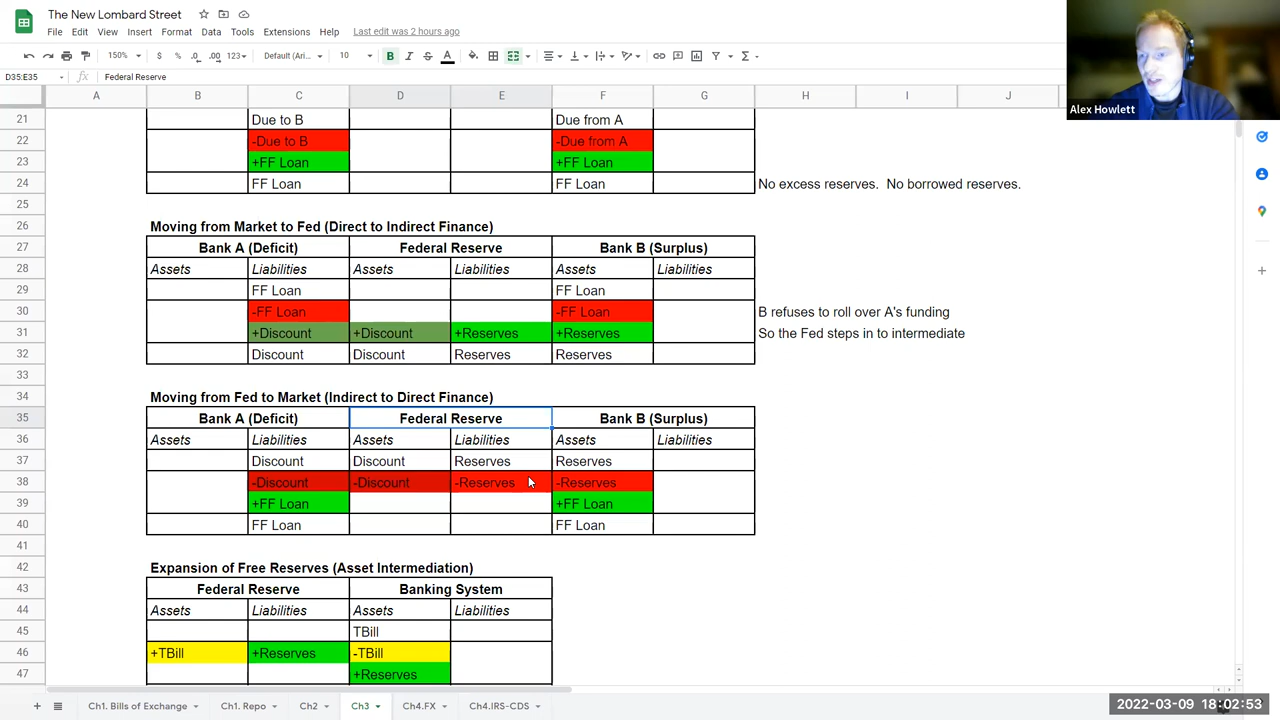 The New Lombard Street
File Edit View Insert Format Data Tools Extensions Help Last edit was 2 hours ago
150% $ % .0 .00 123 Default (Ari... 10 B I S A
D35:E35 fx Federal Reserve
A B C D E F G H I J
21 Due to B Due from A
22 -Due to B -Due from A
23 +FF Loan +FF Loan
24 FF Loan FF Loan No excess reserves. No borrowed reserves.
25
26 Moving from Market to Fed (Direct to Indirect Finance)
27 Bank A (Deficit) Federal Reserve Bank B (Surplus)
28 Assets Liabilities Assets Liabilities Assets Liabilities
29 FF Loan FF Loan
30 -FF Loan -FF Loan B refuses to roll over A's funding
31 +Discount +Discount +Reserves +Reserves So the Fed steps in to intermediate
32 Discount Discount Reserves Reserves
33
34 Moving from Fed to Market (Indirect to Direct Finance)
35 Bank A (Deficit) Federal Reserve Bank B (Surplus)
36 Assets Liabilities Assets Liabilities Assets Liabilities
37 Discount Discount Reserves Reserves
38 -Discount -Discount -Reserves -Reserves
39 +FF Loan +FF Loan
40 FF Loan FF Loan
41
42 Expansion of Free Reserves (Asset Intermediation)
43 Federal Reserve Banking System
44 Assets Liabilities Assets Liabilities
45 TBill
46 +TBill +Reserves -TBill
47 +Reserves
Ch1. Bills of Exchange Ch1. Repo Ch2 Ch3 Ch4.FX Ch4.IRS-CDS
Alex Howlett
2022-03-09 18:02:53